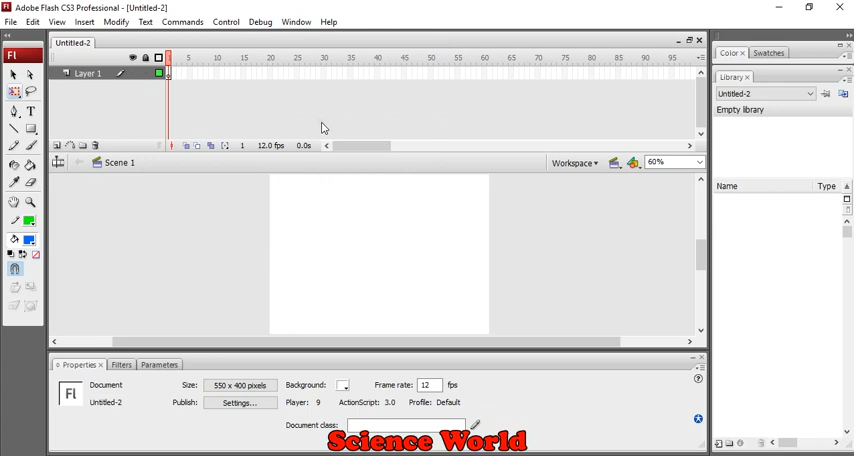 Adobe Flash CS3 Professional - [Untitled-2]
File Edit View Insert Modify Text Commands Control Debug Window Help
Fl
Untitled-2
1 5 10 15 20 25 30 35 40 45 50 55 60 65 70 75 80 85 90 95
Layer 1
1 12.0 fps 0.0s
Scene 1
Workspace
60%
Color Swatches
Library
Untitled-2
Empty library
Name Type
Properties Filters Parameters
Fl
Document Size: 550 x 400 pixels Background: Frame rate: 12 fps
Untitled-2 Publish: Settings... Player: 9 ActionScript: 3.0 Profile: Default
Document class:
Science World